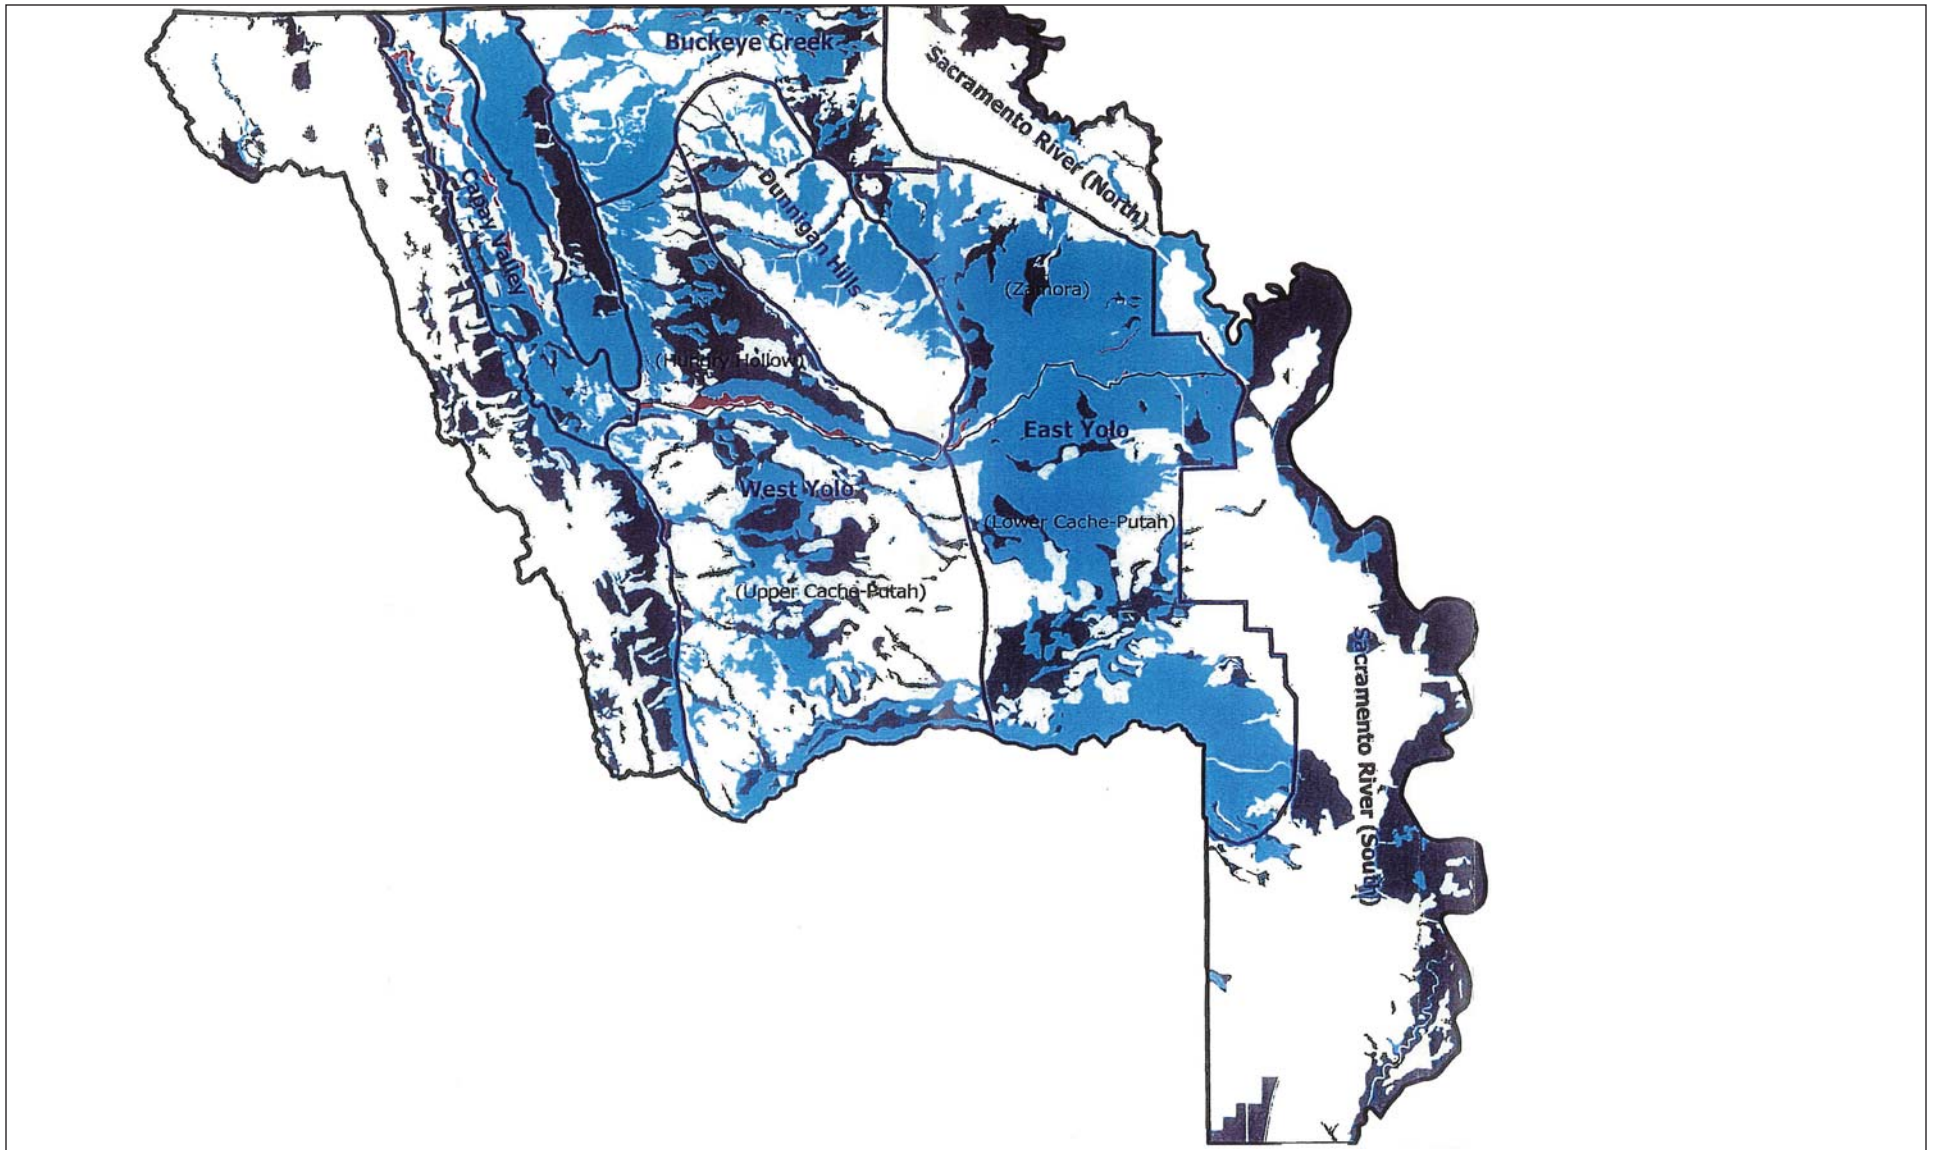 Buckeye Creek
Sacramento River (North)
Capay Valley
Dunnigan Hills
(Zamora)
(Hungry Hollow)
East Yolo
West Yolo
(Lower Cache-Putah)
(Upper Cache-Putah)
Sacramento River (South)